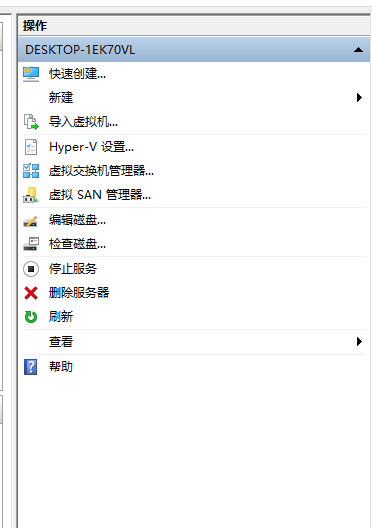 操作
DESKTOP-1EK70VL
快速创建...
新建
导入虚拟机...
Hyper-V 设置...
虚拟交换机管理器...
虚拟 SAN 管理器...
编辑磁盘...
检查磁盘...
停止服务
删除服务器
刷新
查看
帮助